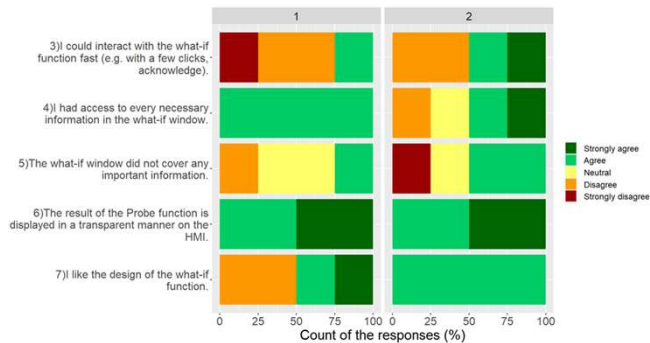 1
2
3)I could interact with the what-if
function fast (e.g. with a few clicks,
acknowledge).
4)I had access to every necessary
information in the what-if window.
5)The what-if window did not cover any
important information.
6)The result of the Probe function is
displayed in a transparent manner on the
HMI.
7)I like the design of the what-if
function.
Strongly agree
Agree
Neutral
Disagree
Strongly disagree
0 25 50 75 100
0 25 50 75 100
Count of the responses (%)